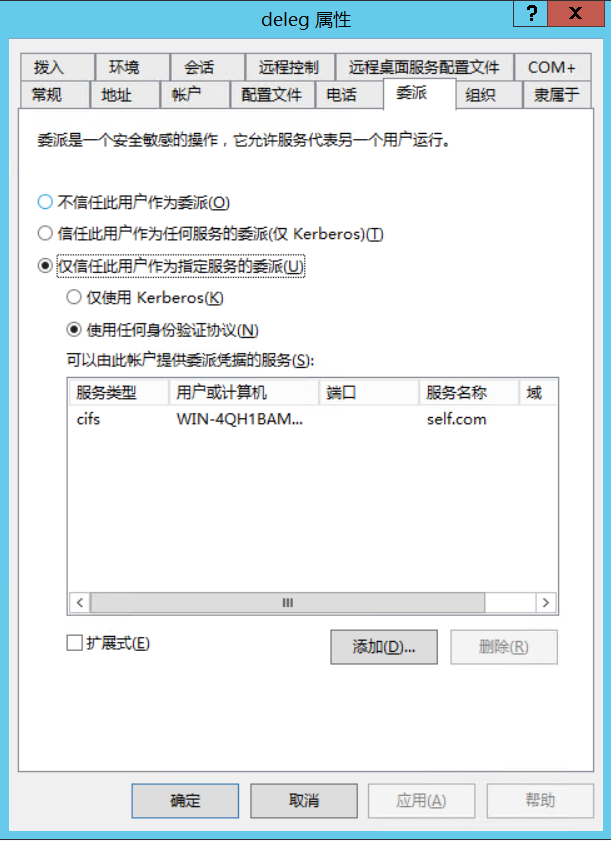 deleg 属性
? X
拨入 环境 会话 远程控制 远程桌面服务配置文件 COM+
常规 地址 帐户 配置文件 电话 委派 组织 隶属于
委派是一个安全敏感的操作，它允许服务代表另一个用户运行。
不信任此用户作为委派(O)
信任此用户作为任何服务的委派(仅 Kerberos)(T)
仅信任此用户作为指定服务的委派(U)
仅使用 Kerberos(K)
使用任何身份验证协议(N)
可以由此帐户提供委派凭据的服务(S):
服务类型 用户或计算机 端口 服务名称 域
cifs WIN-4QH1BAM... self.com
扩展式(E) 添加(D)... 删除(R)
确定 取消 应用(A) 帮助